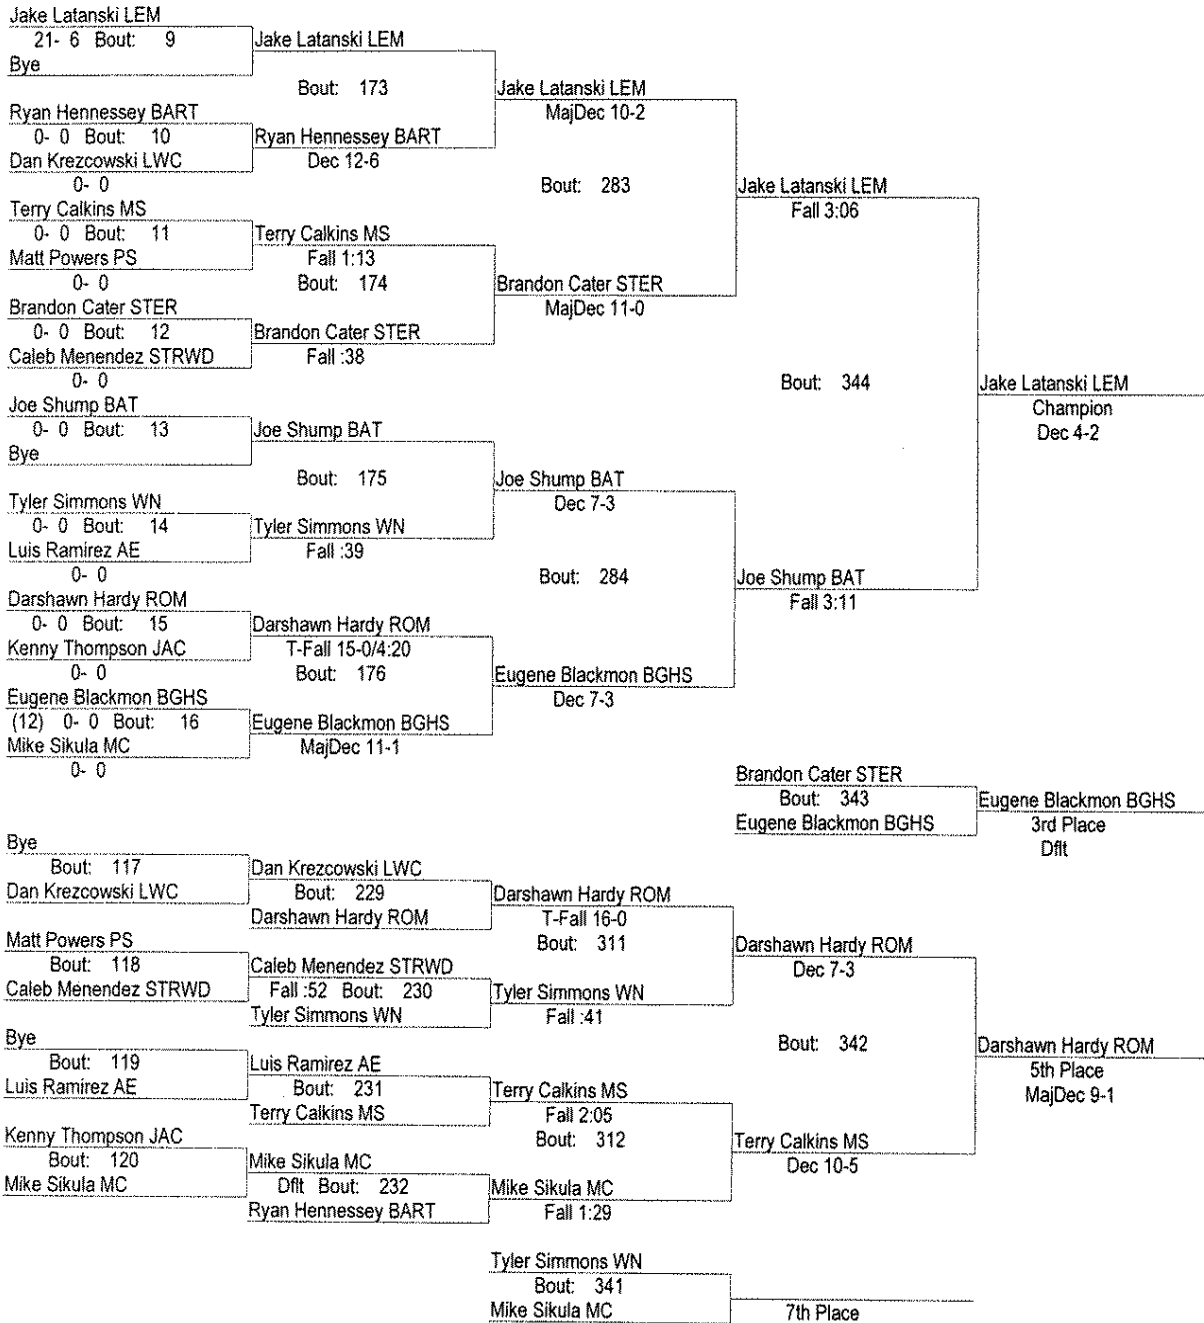 Jake Latanski LEM
21- 6 Bout: 9
Bye
Ryan Hennessey BART
0- 0 Bout: 10
Dan Krezcowski LWC
0- 0
Terry Calkins MS
0- 0 Bout: 11
Matt Powers PS
0- 0
Brandon Cater STER
0- 0 Bout: 12
Caleb Menendez STRWD
0- 0
Joe Shump BAT
0- 0 Bout: 13
Bye
Tyler Simmons WN
0- 0 Bout: 14
Luis Ramirez AE
0- 0
Darshawn Hardy ROM
0- 0 Bout: 15
Kenny Thompson JAC
0- 0
Eugene Blackmon BGHS
(12) 0- 0 Bout: 16
Mike Sikula MC
0- 0
Jake Latanski LEM
Bout: 173
Ryan Hennessey BART
Dec 12-6
Terry Calkins MS
Fall 1:13
Bout: 174
Brandon Cater STER
Fall :38
Joe Shump BAT
Bout: 175
Tyler Simmons WN
Fall :39
Darshawn Hardy ROM
T-Fall 15-0/4:20
Bout: 176
Eugene Blackmon BGHS
MajDec 11-1
Jake Latanski LEM
MajDec 10-2
Bout: 283
Brandon Cater STER
MajDec 11-0
Joe Shump BAT
Dec 7-3
Bout: 284
Eugene Blackmon BGHS
Dec 7-3
Jake Latanski LEM
Fall 3:06
Bout: 344
Joe Shump BAT
Fall 3:11
Jake Latanski LEM
Champion
Dec 4-2
Brandon Cater STER
Bout: 343
Eugene Blackmon BGHS
Eugene Blackmon BGHS
3rd Place
Dflt
Bye
Bout: 117
Dan Krezcowski LWC
Matt Powers PS
Bout: 118
Caleb Menendez STRWD
Bye
Bout: 119
Luis Ramirez AE
Kenny Thompson JAC
Bout: 120
Mike Sikula MC
Dan Krezcowski LWC
Bout: 229
Darshawn Hardy ROM
Caleb Menendez STRWD
Fall :52 Bout: 230
Tyler Simmons WN
Luis Ramirez AE
Bout: 231
Terry Calkins MS
Mike Sikula MC
Dflt Bout: 232
Ryan Hennessey BART
Darshawn Hardy ROM
T-Fall 16-0
Bout: 311
Tyler Simmons WN
Fall :41
Terry Calkins MS
Fall 2:05
Bout: 312
Mike Sikula MC
Fall 1:29
Darshawn Hardy ROM
Dec 7-3
Bout: 342
Terry Calkins MS
Dec 10-5
Darshawn Hardy ROM
5th Place
MajDec 9-1
Tyler Simmons WN
Bout: 341
Mike Sikula MC
7th Place